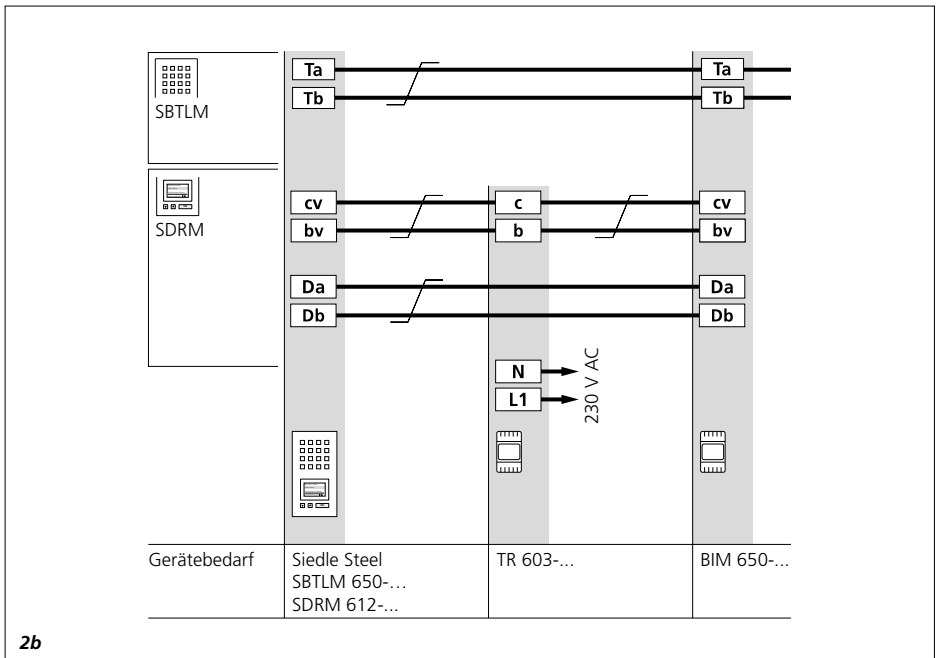 SBTLM
Ta
Tb
Ta
Tb
SDRM
cv
bv
c
b
cv
bv
Da
Db
Da
Db
N
L1
230 V AC
Gerätebedarf
Siedle Steel
SBTLM 650-…
SDRM 612-...
TR 603-...
BIM 650-...
2b